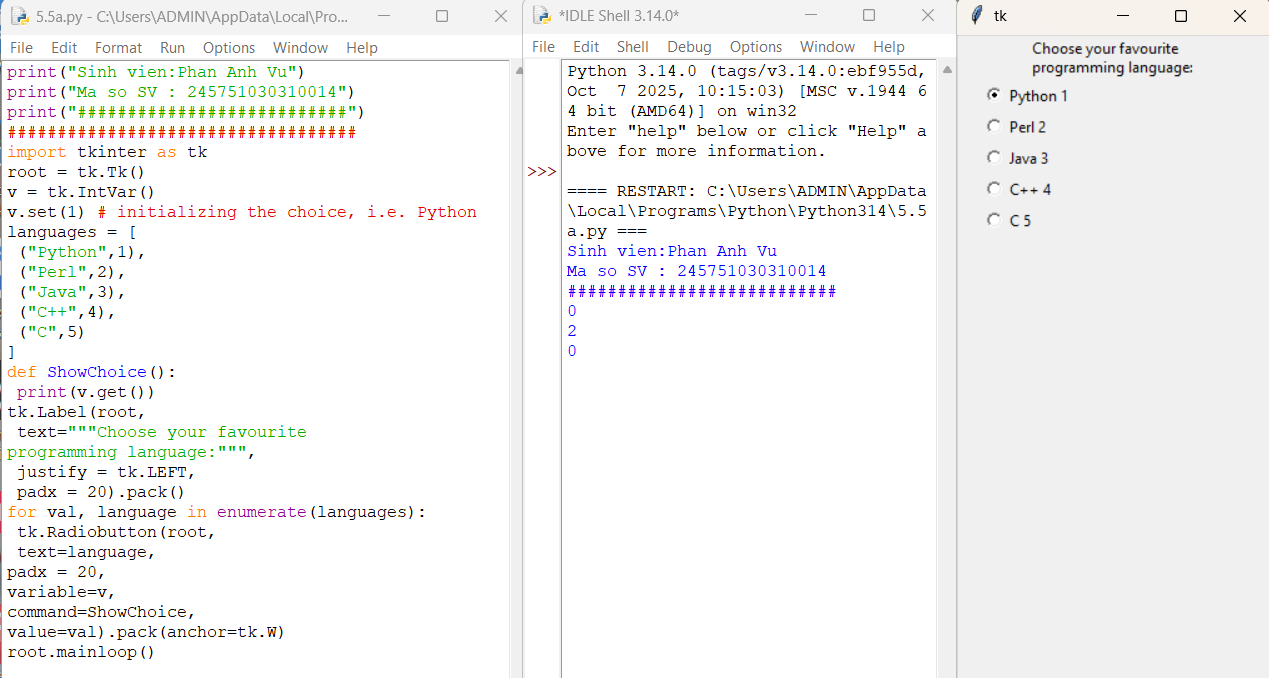 5.5a.py - C:\Users\ADMIN\AppData\Local\Pro...
File Edit Format Run Options Window Help
print("Sinh vien:Phan Anh Vu")
print("Ma so SV : 245751030310014")
print("###########################")
###################################
import tkinter as tk
root = tk.Tk()
v = tk.IntVar()
v.set(1) # initializing the choice, i.e. Python
languages = [
 ("Python",1),
 ("Perl",2),
 ("Java",3),
 ("C++",4),
 ("C",5)
]
def ShowChoice():
 print(v.get())
tk.Label(root,
 text="""Choose your favourite
programming language:""",
 justify = tk.LEFT,
 padx = 20).pack()
for val, language in enumerate(languages):
 tk.Radiobutton(root,
 text=language,
padx = 20,
variable=v,
command=ShowChoice,
value=val).pack(anchor=tk.W)
root.mainloop()
*IDLE Shell 3.14.0*
File Edit Shell Debug Options Window Help
Python 3.14.0 (tags/v3.14.0:ebf955d,
Oct  7 2025, 10:15:03) [MSC v.1944 6
4 bit (AMD64)] on win32
Enter "help" below or click "Help" a
bove for more information.
>>>
==== RESTART: C:\Users\ADMIN\AppData
\Local\Programs\Python\Python314\5.5
a.py ===
Sinh vien:Phan Anh Vu
Ma so SV : 245751030310014
###########################
0
2
0
tk
Choose your favourite
programming language:
Python 1
Perl 2
Java 3
C++ 4
C 5